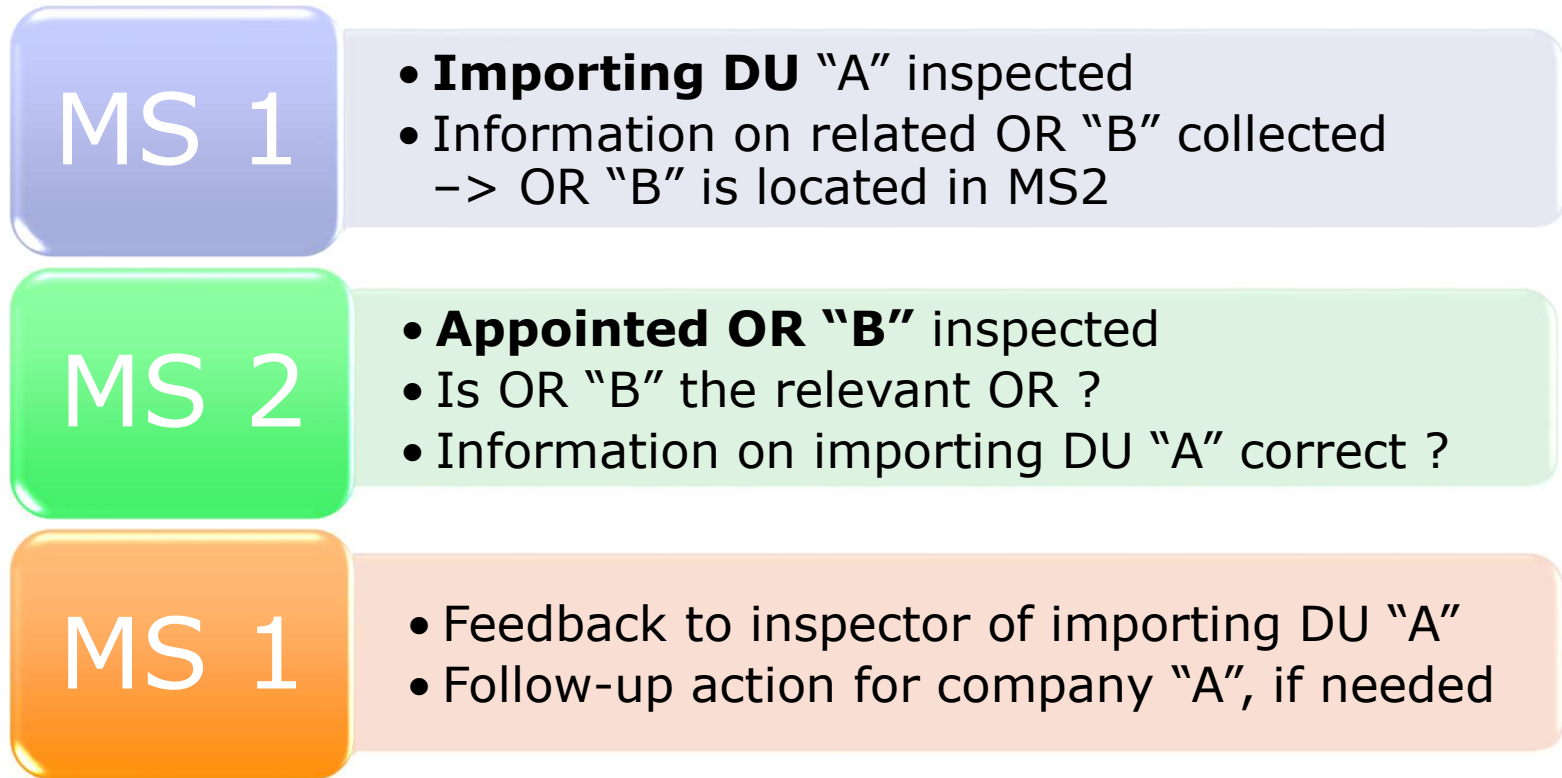 MS 1
• Importing DU “A” inspected
• Information on related OR “B” collected
–> OR “B” is located in MS2
MS 2
• Appointed OR “B” inspected
• Is OR “B” the relevant OR ?
• Information on importing DU “A” correct ?
MS 1
• Feedback to inspector of importing DU “A”
• Follow-up action for company “A”, if needed